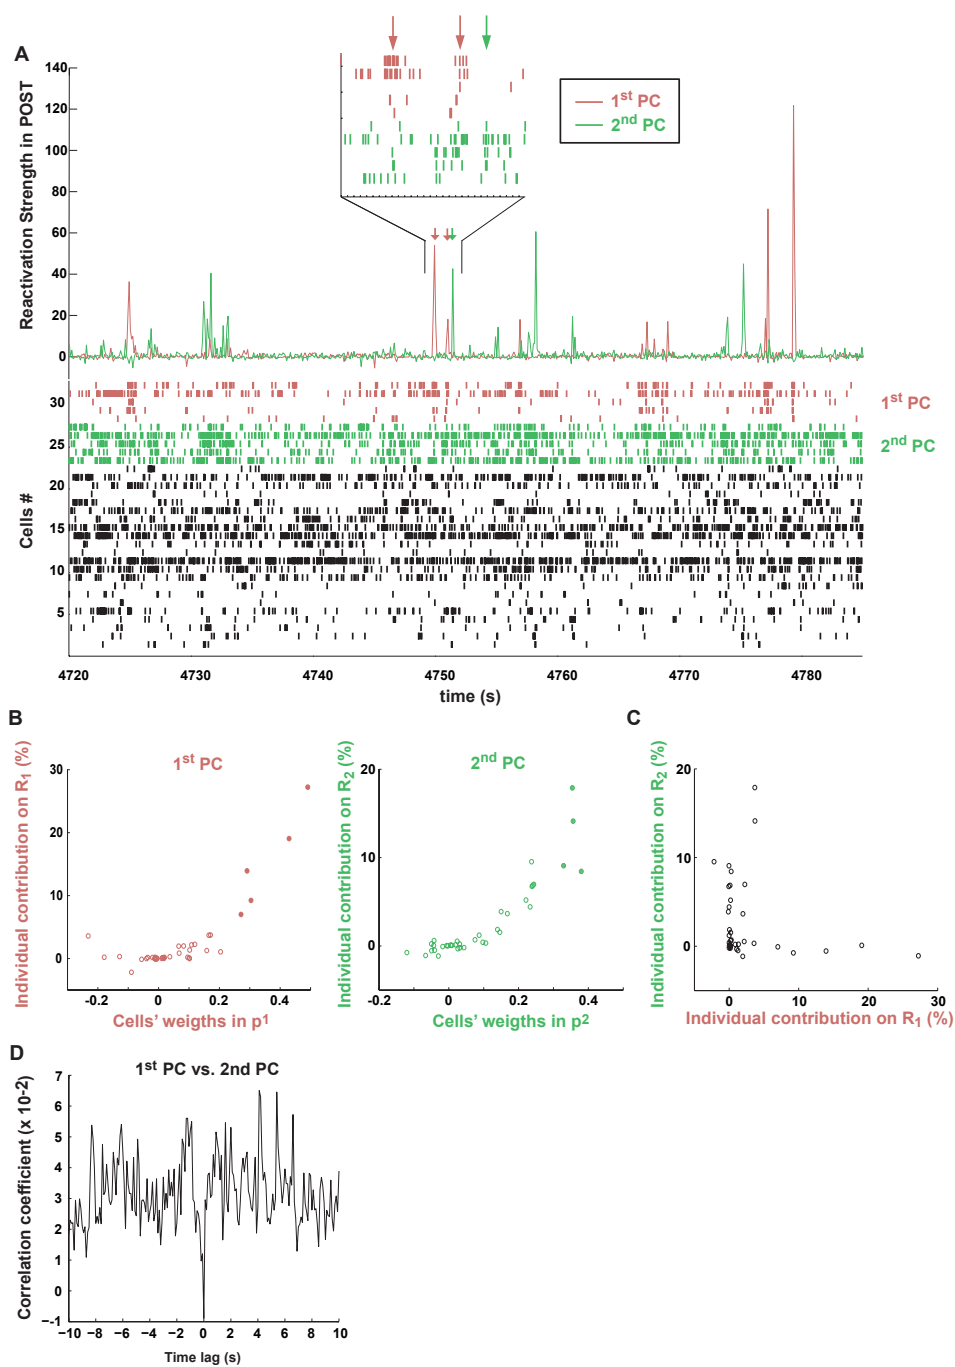 A
Reactivation Strength in POST
140
120
100
80
60
40
20
0
1st PC
2nd PC
Cells #
30
25
20
15
10
5
1st PC
2nd PC
4720 4730 4740 4750 4760 4770 4780
time (s)
B
Individual contribution on R1 (%)
1st PC
30
20
10
0
-0.2 0 0.2 0.4
Cells' weigths in p1
Individual contribution on R2 (%)
2nd PC
20
10
0
-0.2 0 0.2 0.4
Cells' weigths in p2
C
Individual contribution on R2 (%)
20
10
0
0 10 20 30
Individual contribution on R1 (%)
D
1st PC vs. 2nd PC
Correlation coefficient (x 10-2)
7
6
5
4
3
2
1
0
−1
−10 −8 −6 −4 −2 0 2 4 6 8 10
Time lag (s)